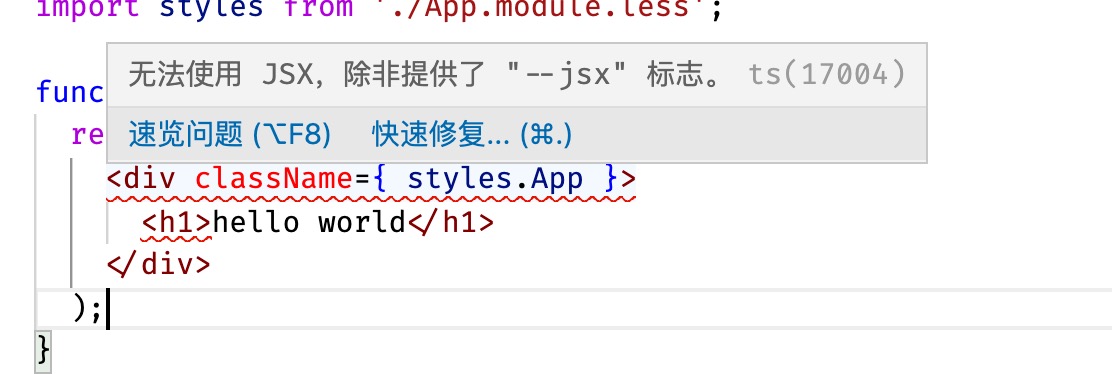 import styles from './App.module.less';
无法使用 JSX，除非提供了 "--jsx" 标志。 ts(17004)
func
速览问题 (⌥F8) 快速修复... (⌘.)
re
<div className={ styles.App }>
<h1>hello world</h1>
</div>
);
}